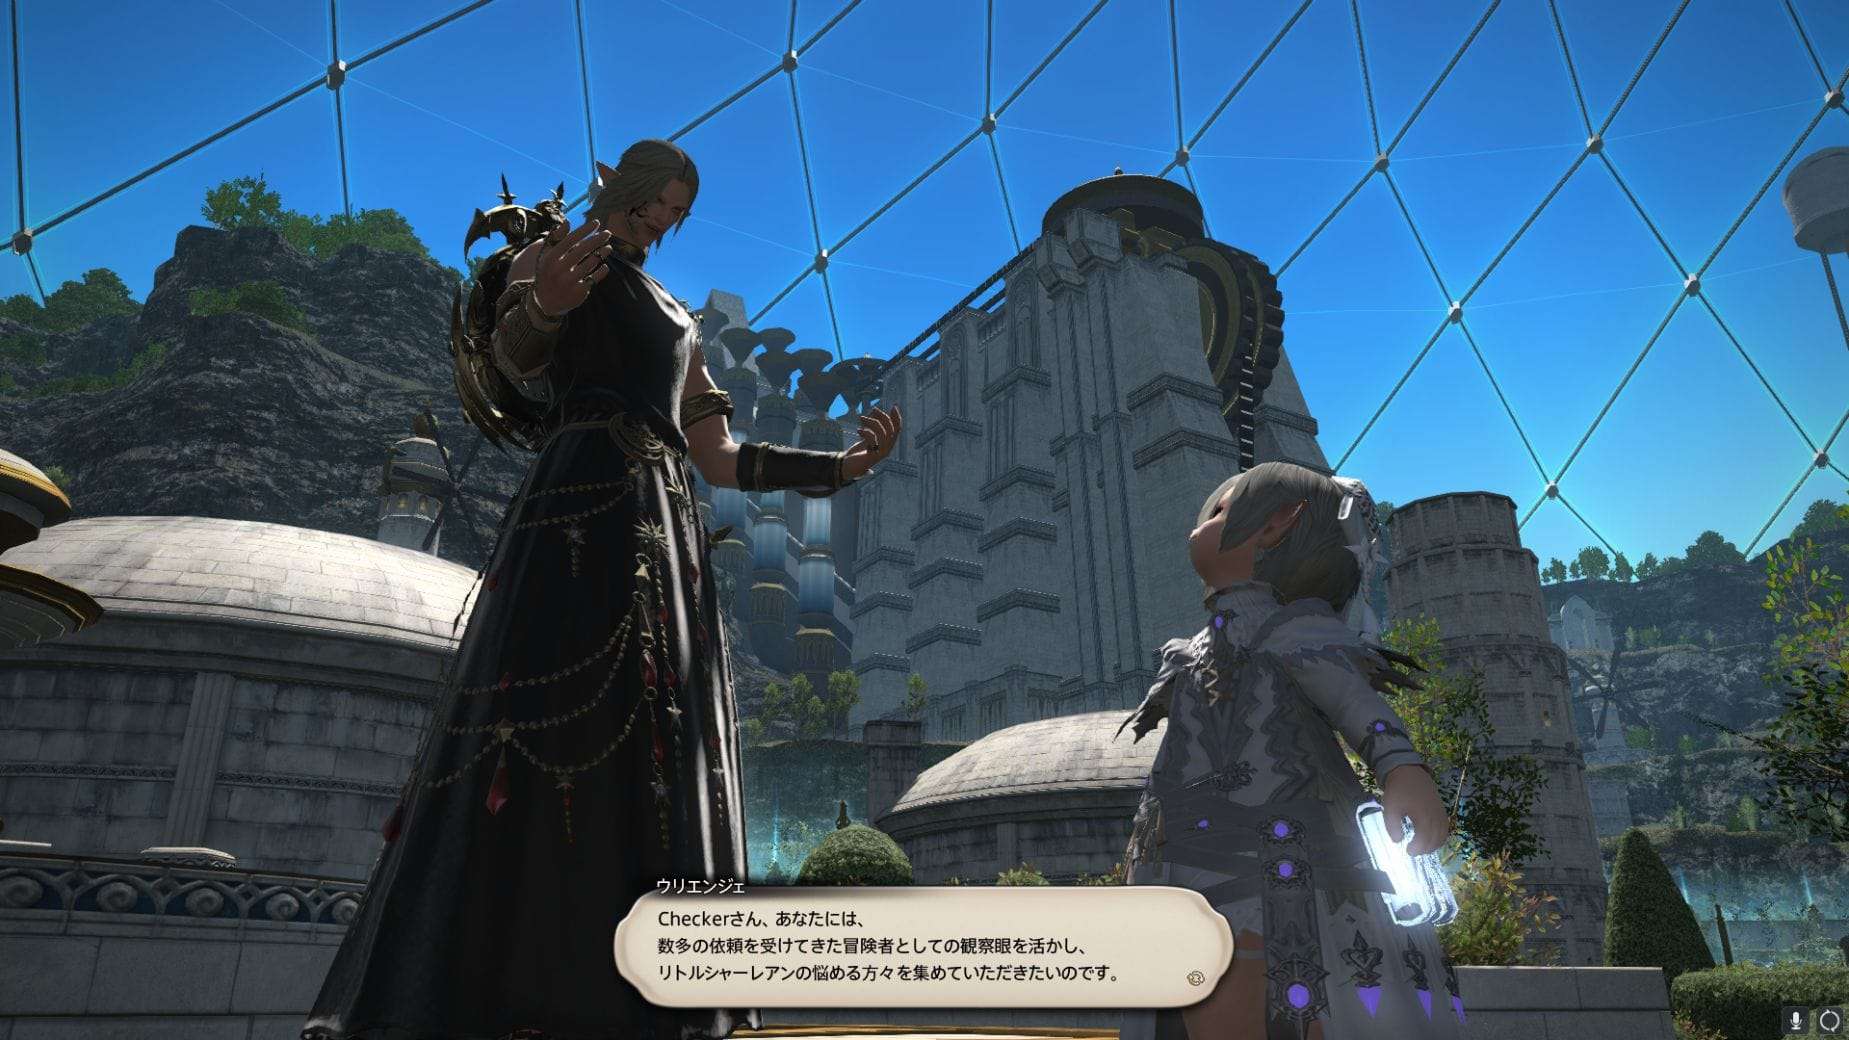 ウリエンジェ
Checkerさん、あなたには、
数多の依頼を受けてきた冒険者としての観察眼を活かし、
リトルシャーレアンの悩める方々を集めていただきたいのです。